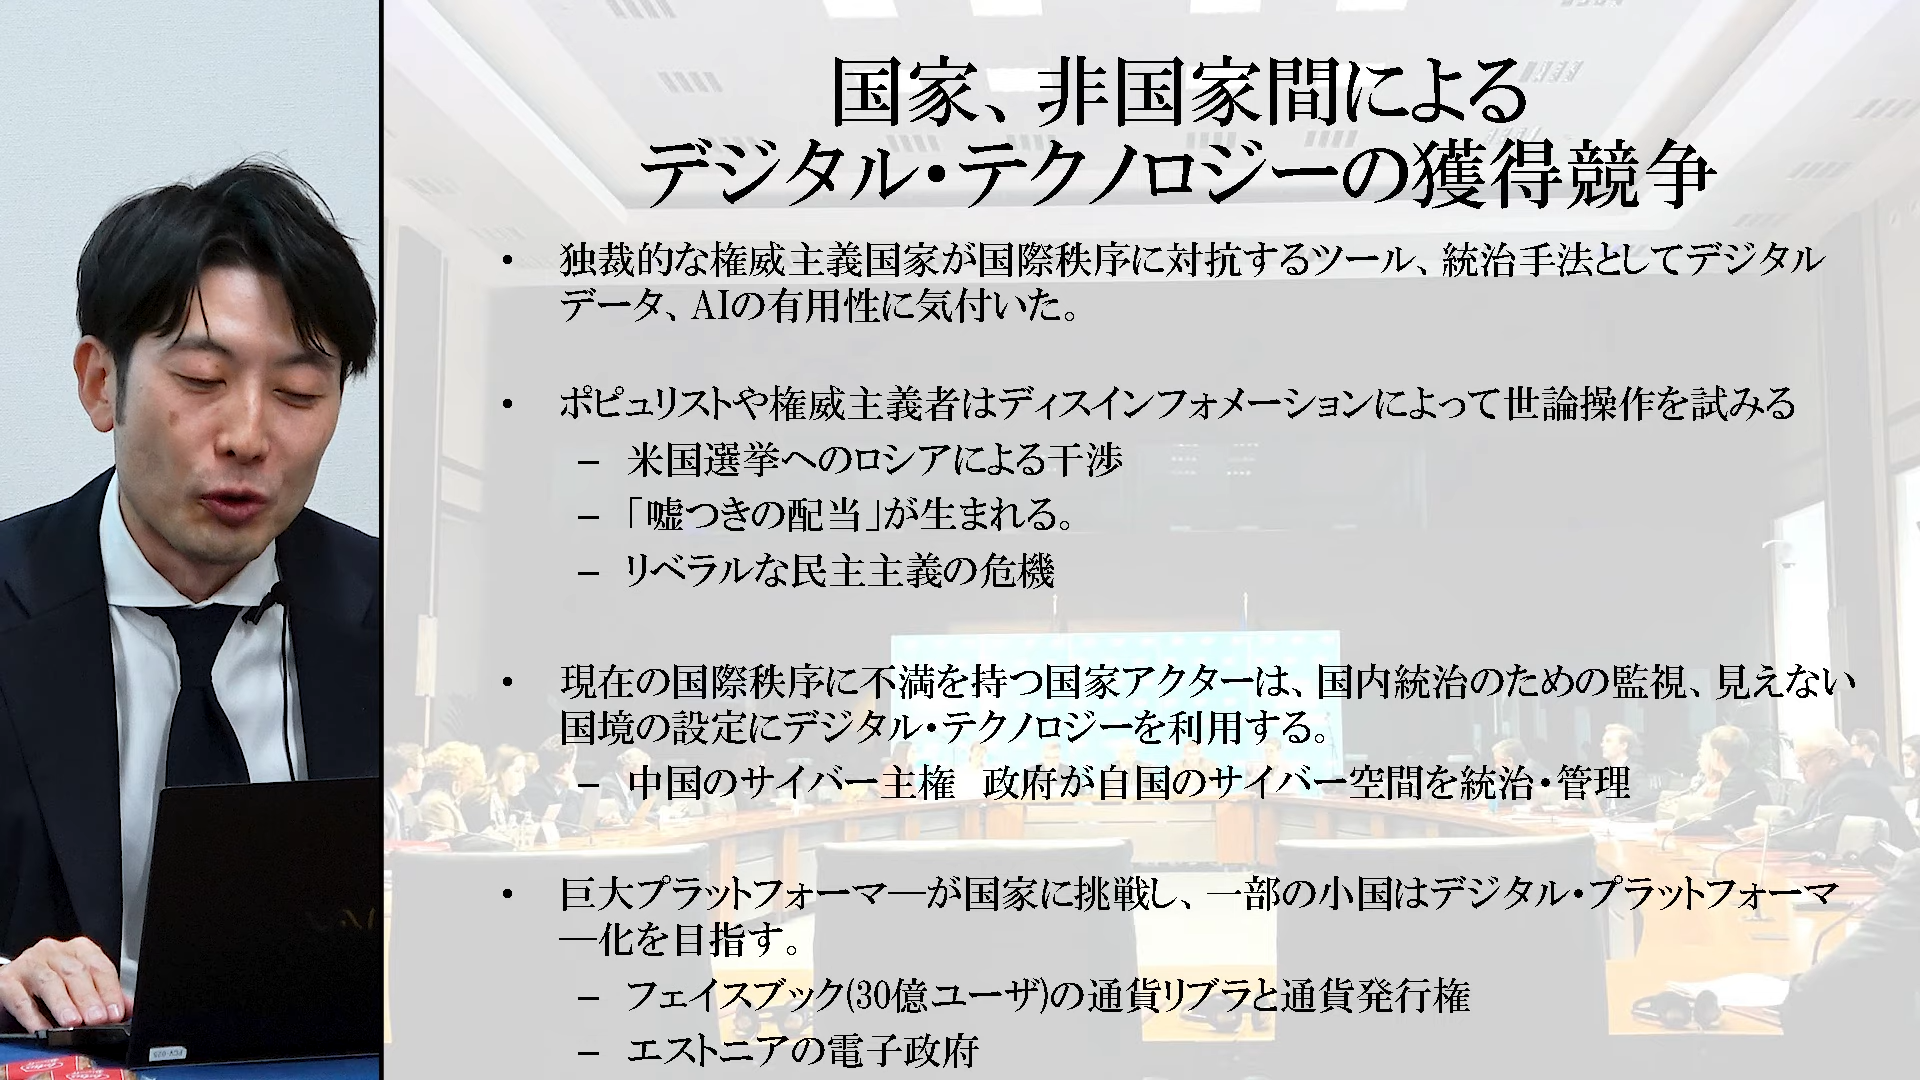 国家、非国家間による
デジタル・テクノロジーの獲得競争
• 独裁的な権威主義国家が国際秩序に対抗するツール、統治手法としてデジタル
データ、AIの有用性に気付いた。
• ポピュリストや権威主義者はディスインフォメーションによって世論操作を試みる
– 米国選挙へのロシアによる干渉
– 「嘘つきの配当」が生まれる。
– リベラルな民主主義の危機
• 現在の国際秩序に不満を持つ国家アクターは、国内統治のための監視、見えない
国境の設定にデジタル・テクノロジーを利用する。
– 中国のサイバー主権　政府が自国のサイバー空間を統治・管理
• 巨大プラットフォーマ―が国家に挑戦し、一部の小国はデジタル・プラットフォーマ
―化を目指す。
– フェイスブック(30億ユーザ)の通貨リブラと通貨発行権
– エストニアの電子政府